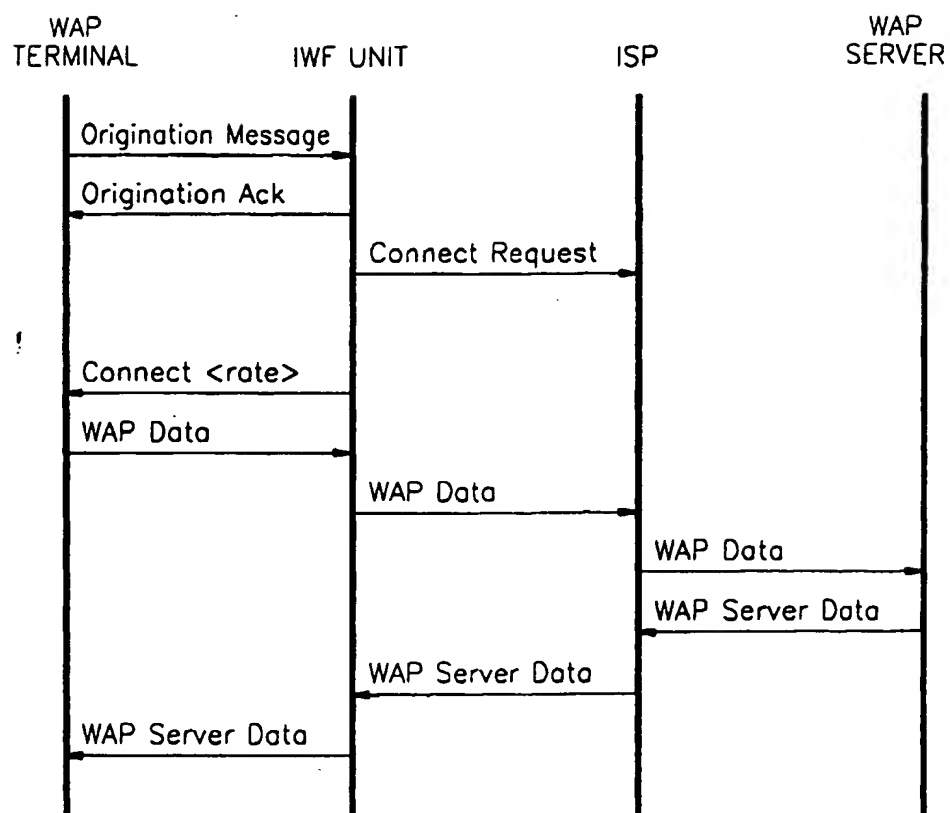 WAP
TERMINAL
IWF UNIT
ISP
WAP
SERVER
Origination Message
Origination Ack
Connect Request
Connect <rate>
WAP Data
WAP Data
WAP Data
WAP Server Data
WAP Server Data
WAP Server Data